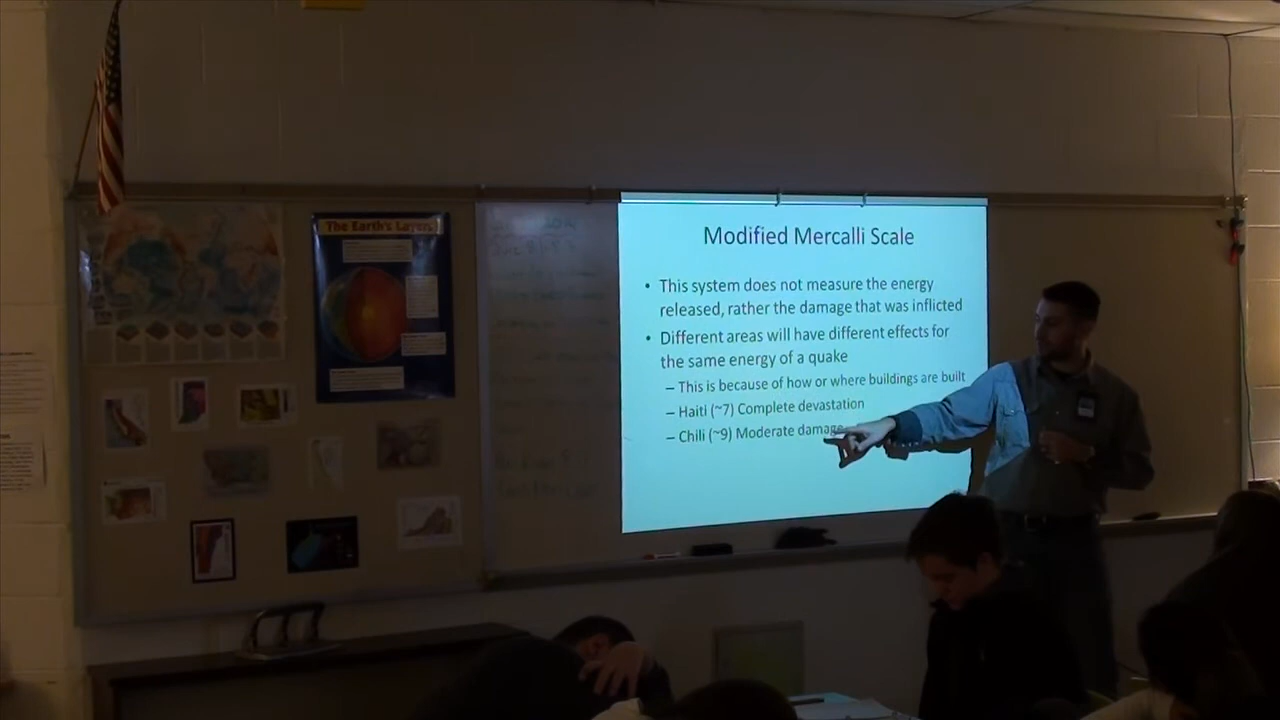 The Earth's Layers
Modified Mercalli Scale
• This system does not measure the energy
released, rather the damage that was inflicted
• Different areas will have different effects for
the same energy of a quake
– This is because of how or where buildings are built
– Haiti (~7) Complete devastation
– Chili (~9) Moderate damage